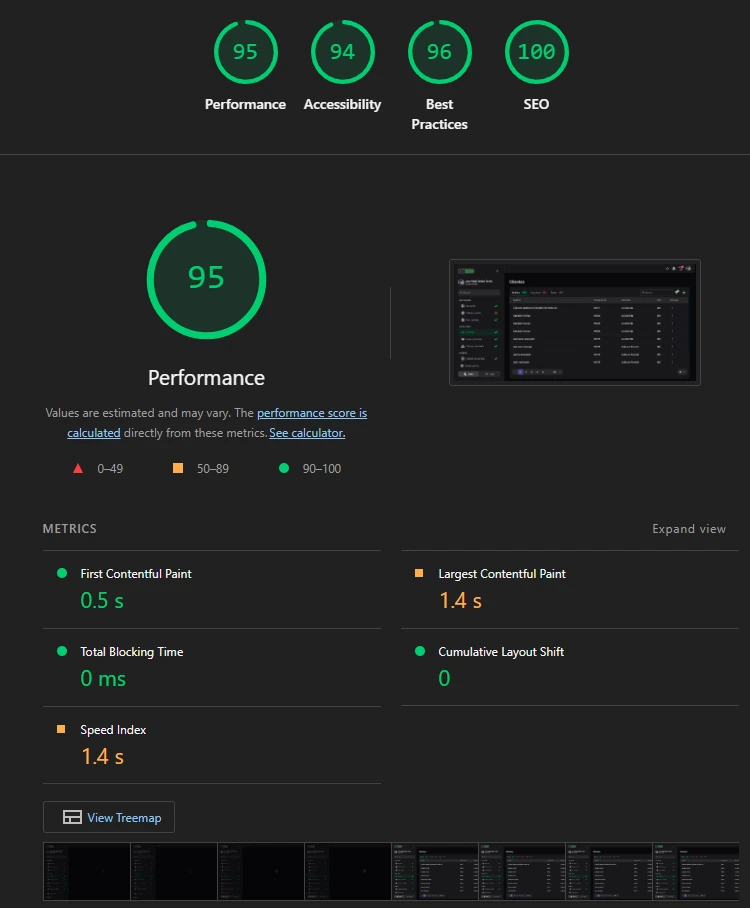 95
94
96
100
Performance
Accessibility
Best
Practices
SEO
95
Performance
Values are estimated and may vary. The performance score is
calculated directly from these metrics. See calculator.
0–49
50–89
90–100
METRICS
Expand view
First Contentful Paint
0.5 s
Largest Contentful Paint
1.4 s
Total Blocking Time
0 ms
Cumulative Layout Shift
0
Speed Index
1.4 s
View Treemap